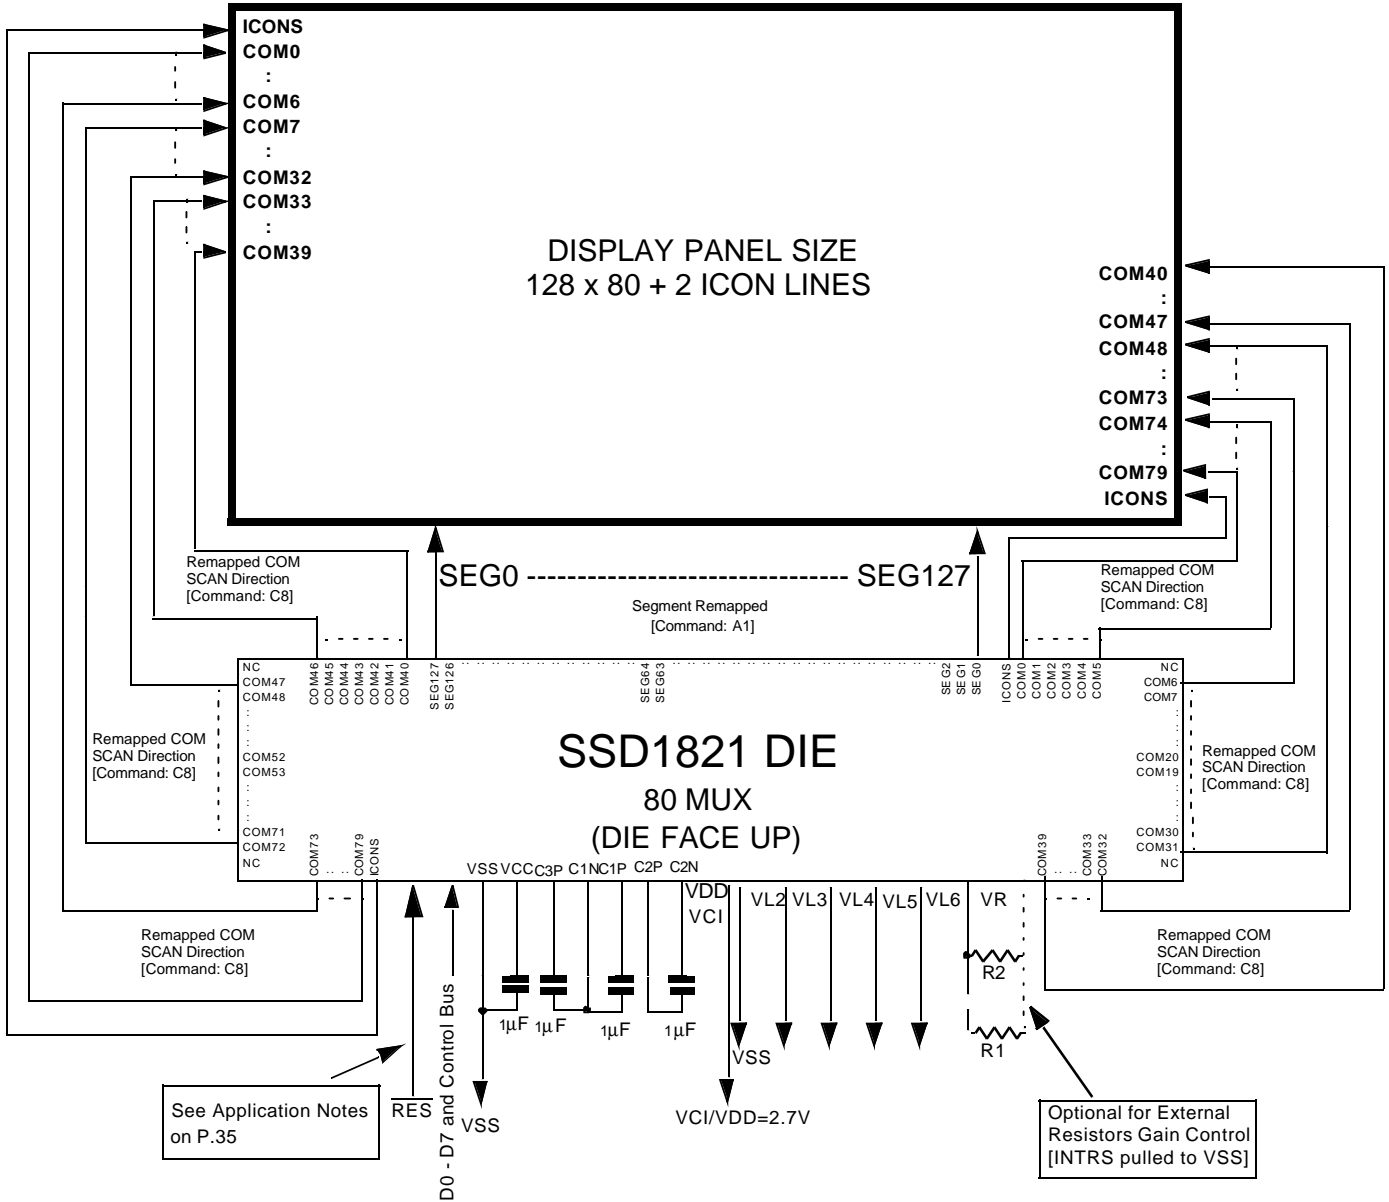 ICONS
COM0
:
COM6
COM7
:
COM32
COM33
:
COM39
DISPLAY PANEL SIZE
128 x 80 + 2 ICON LINES
COM40
:
COM47
COM48
:
COM73
COM74
:
COM79
ICONS
Remapped COM
SCAN Direction
[Command: C8]
SEG0 -------------------------------- SEG127
Segment Remapped
[Command: A1]
Remapped COM
SCAN Direction
[Command: C8]
NC
COM47
COM48
:
:
:
COM52
COM53
:
:
:
COM71
COM72
NC
COM46
COM45
COM44
COM43
COM42
COM41
COM40
SEG127
SEG126
SEG64
SEG63
SEG2
SEG1
SEG0
ICONS
COM0
COM1
COM2
COM3
COM4
COM5
NC
COM6
COM7
:
:
:
COM20
COM19
:
:
:
COM30
COM31
NC
Remapped COM
SCAN Direction
[Command: C8]
SSD1821 DIE
80 MUX
(DIE FACE UP)
Remapped COM
SCAN Direction
[Command: C8]
COM73
.. ..
COM79
ICONS
VSS
VCC
C3P
C1N
C1P
C2P
C2N
VDD
VCI
VL2
VL3
VL4
VL5
VL6
VR
COM39
.. ..
COM33
COM32
Remapped COM
SCAN Direction
[Command: C8]
Remapped COM
SCAN Direction
[Command: C8]
R2
R1
1µF
1µF
1µF
1µF
VSS
See Application Notes
on P.35
RES
D0 - D7 and Control Bus
VSS
VCI/VDD=2.7V
Optional for External
Resistors Gain Control
[INTRS pulled to VSS]